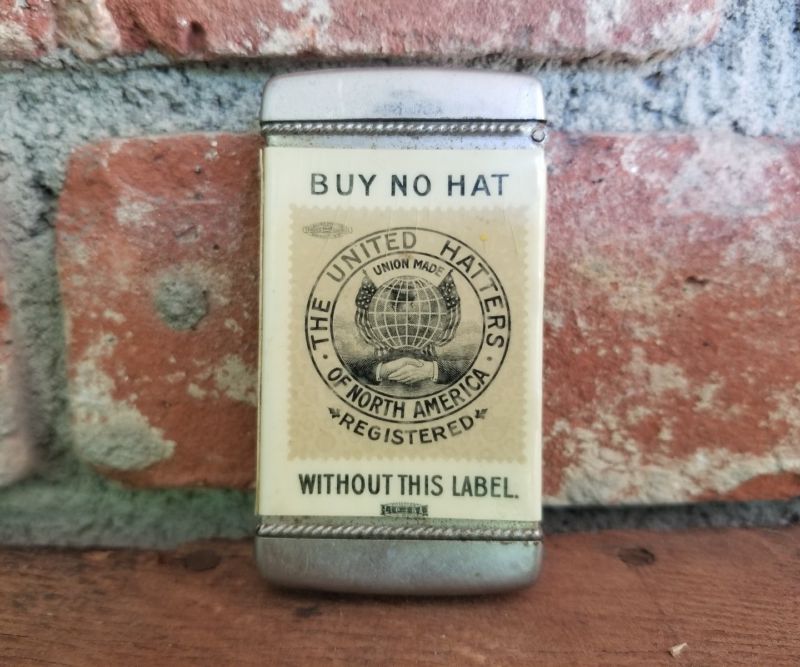 BUY NO HAT
THE UNITED HATTERS
UNION MADE
OF NORTH AMERICA
REGISTERED
WITHOUT THIS LABEL.